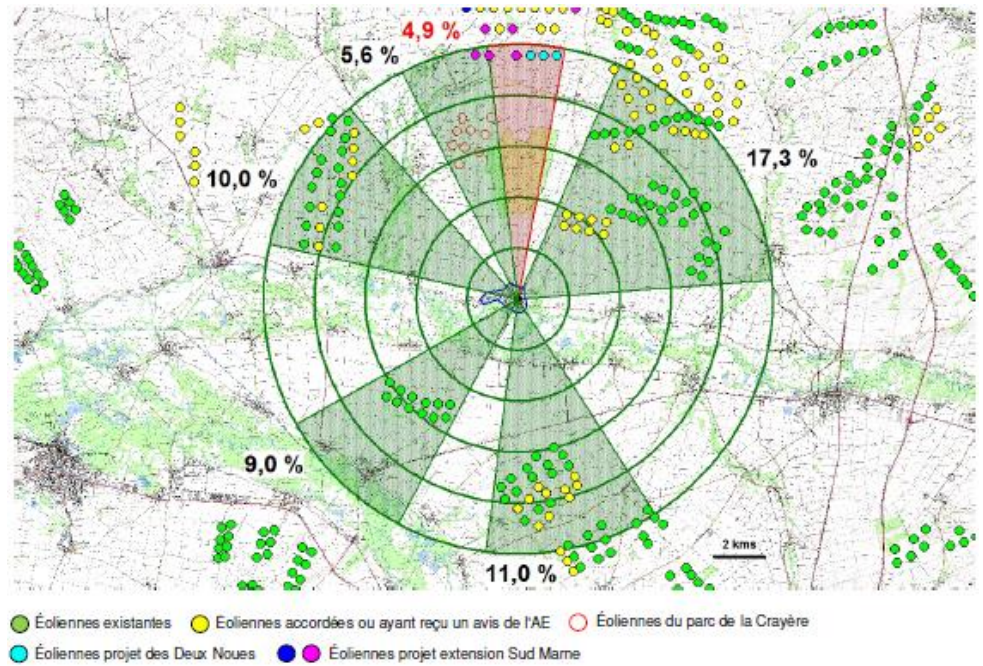 4,9 %
5,6 %
17,3 %
10,0 %
9,0 %
2 kms
11,0 %
Éoliennes existantes
Eoliennes accordées ou ayant reçu un avis de l'AE
Éoliennes du parc de la Crayère
Éoliennes projet des Deux Noues
Éoliennes projet extension Sud Marne